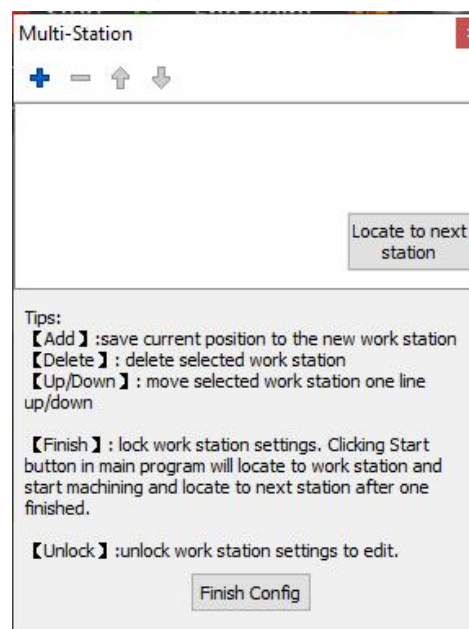 Multi-Station
Locate to next
station
Tips:
【Add】:save current position to the new work station
【Delete】: delete selected work station
【Up/Down】: move selected work station one line
up/down
【Finish】: lock work station settings. Clicking Start
button in main program will locate to work station and
start machining and locate to next station after one
finished.
【Unlock】:unlock work station settings to edit.
Finish Config